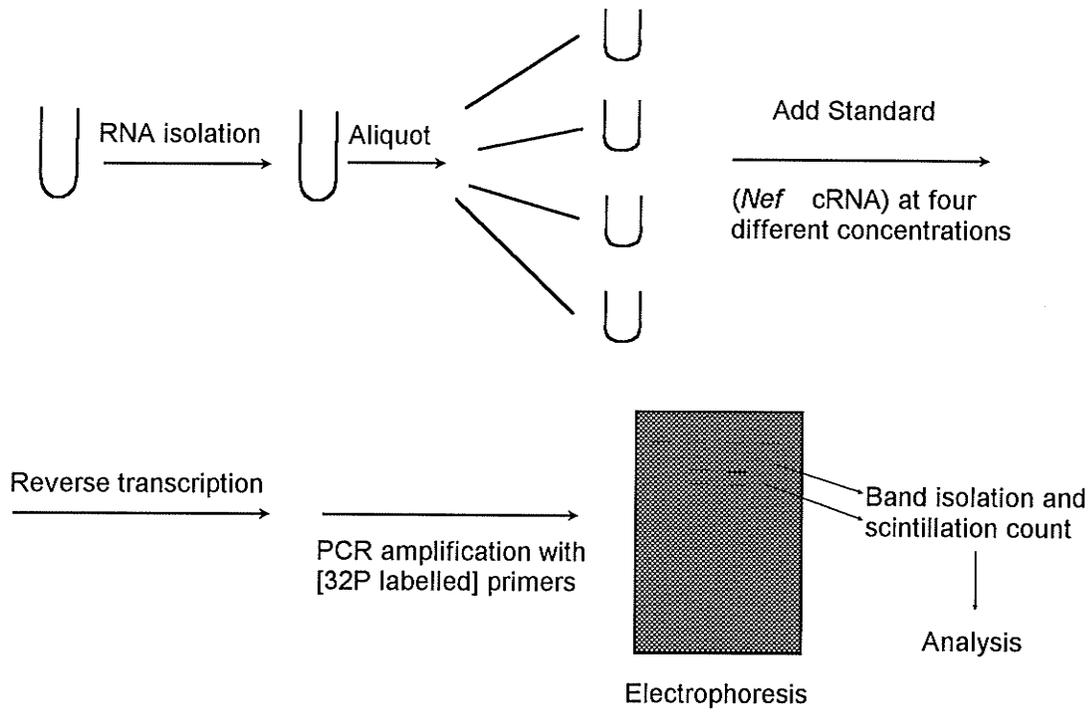 RNA isolation
Aliquot
Add Standard
(Nef cRNA) at four
different concentrations
Reverse transcription
PCR amplification with
[32P labelled] primers
Band isolation and
scintillation count
Analysis
Electrophoresis